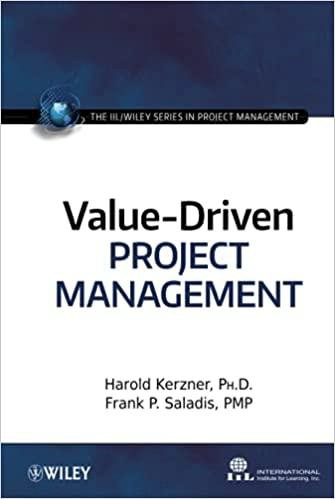 THE IIL/WILEY SERIES IN PROJECT MANAGEMENT
Value-Driven
PROJECT
MANAGEMENT
Harold Kerzner, PH.D.
Frank P. Saladis, PMP
WILEY
IIL INTERNATIONAL
Institute for Learning, Inc.